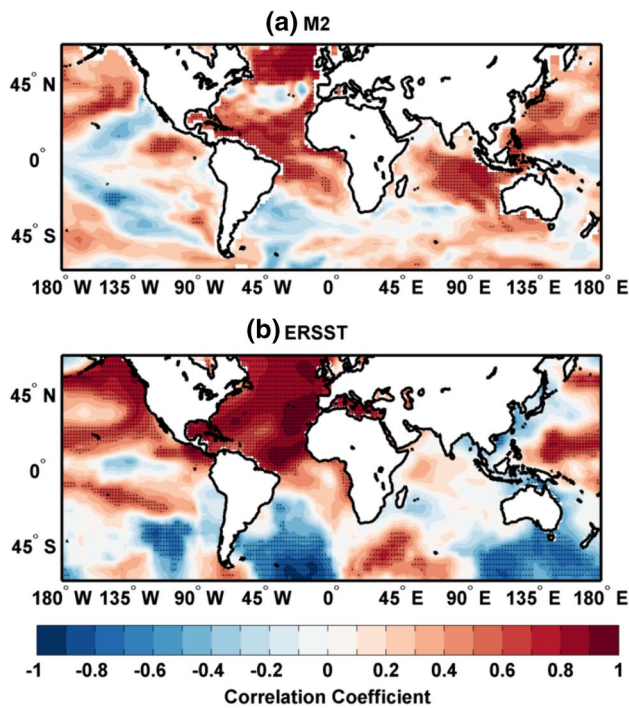 (a) M2
45° N
0°
45° S
180° W 135° W 90° W 45° W 0° 45° E 90° E 135° E 180° E
(b) ERSST
45° N
0°
45° S
180° W 135° W 90° W 45° W 0° 45° E 90° E 135° E 180° E
-1 -0.8 -0.6 -0.4 -0.2 0 0.2 0.4 0.6 0.8 1
Correlation Coefficient